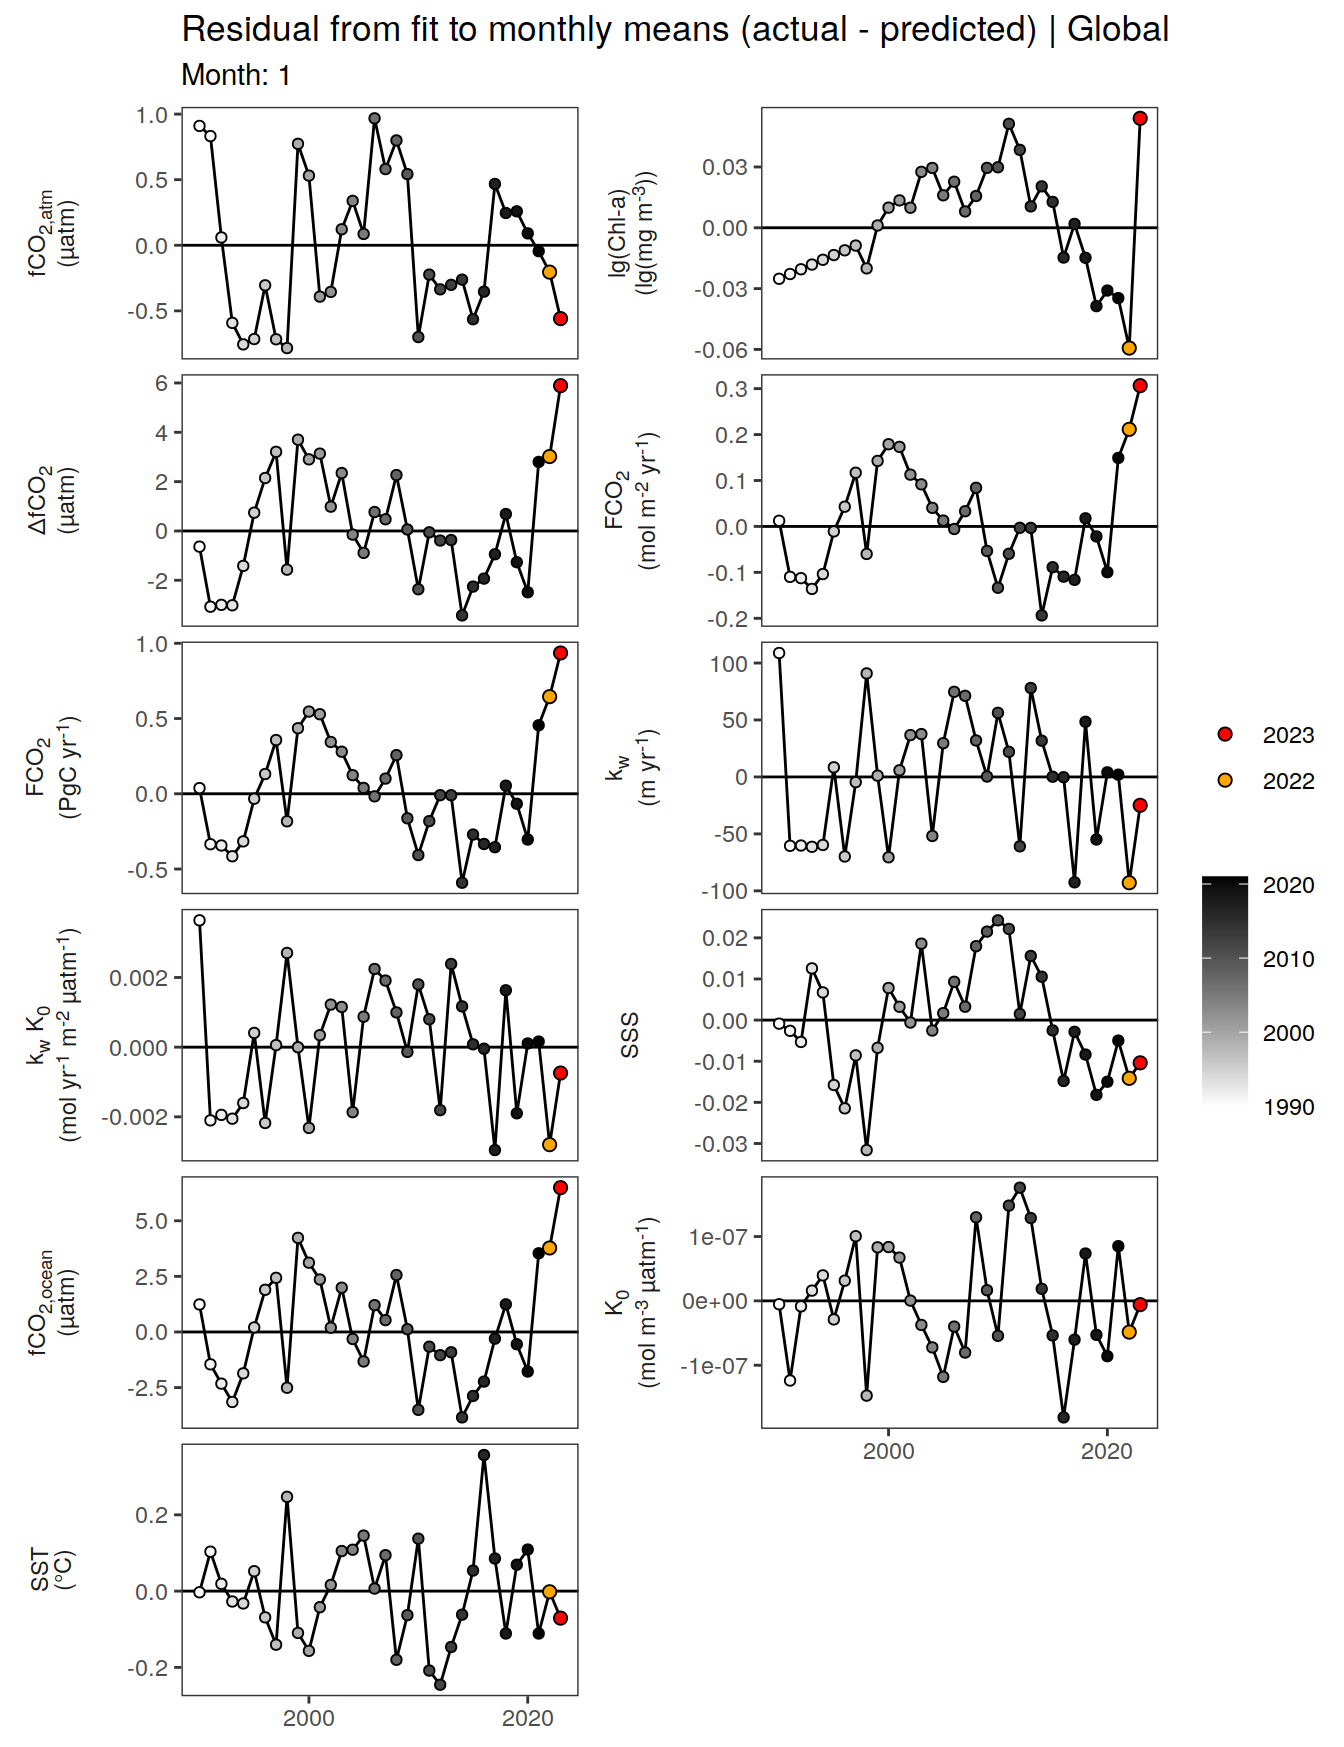 Residual from fit to monthly means (actual - predicted) | Global
Month: 1
fCO2,atm
(µatm)
1.0
0.5
0.0
-0.5
lg(Chl-a)
(lg(mg m-3))
0.03
0.00
-0.03
-0.06
ΔfCO2
(µatm)
6
4
2
0
-2
FCO2
(mol m-2 yr-1)
0.3
0.2
0.1
0.0
-0.1
-0.2
FCO2
(PgC yr-1)
1.0
0.5
0.0
-0.5
kw
(m yr-1)
100
50
0
-50
-100
kw K0
(mol yr-1 m-2 µatm-1)
0.002
0.000
-0.002
SSS
0.02
0.01
0.00
-0.01
-0.02
-0.03
fCO2,ocean
(µatm)
5.0
2.5
0.0
-2.5
K0
(mol m-3 µatm-1)
1e-07
0e+00
-1e-07
2000
2020
SST
(°C)
0.2
0.0
-0.2
2000
2020
2023
2022
2020
2010
2000
1990